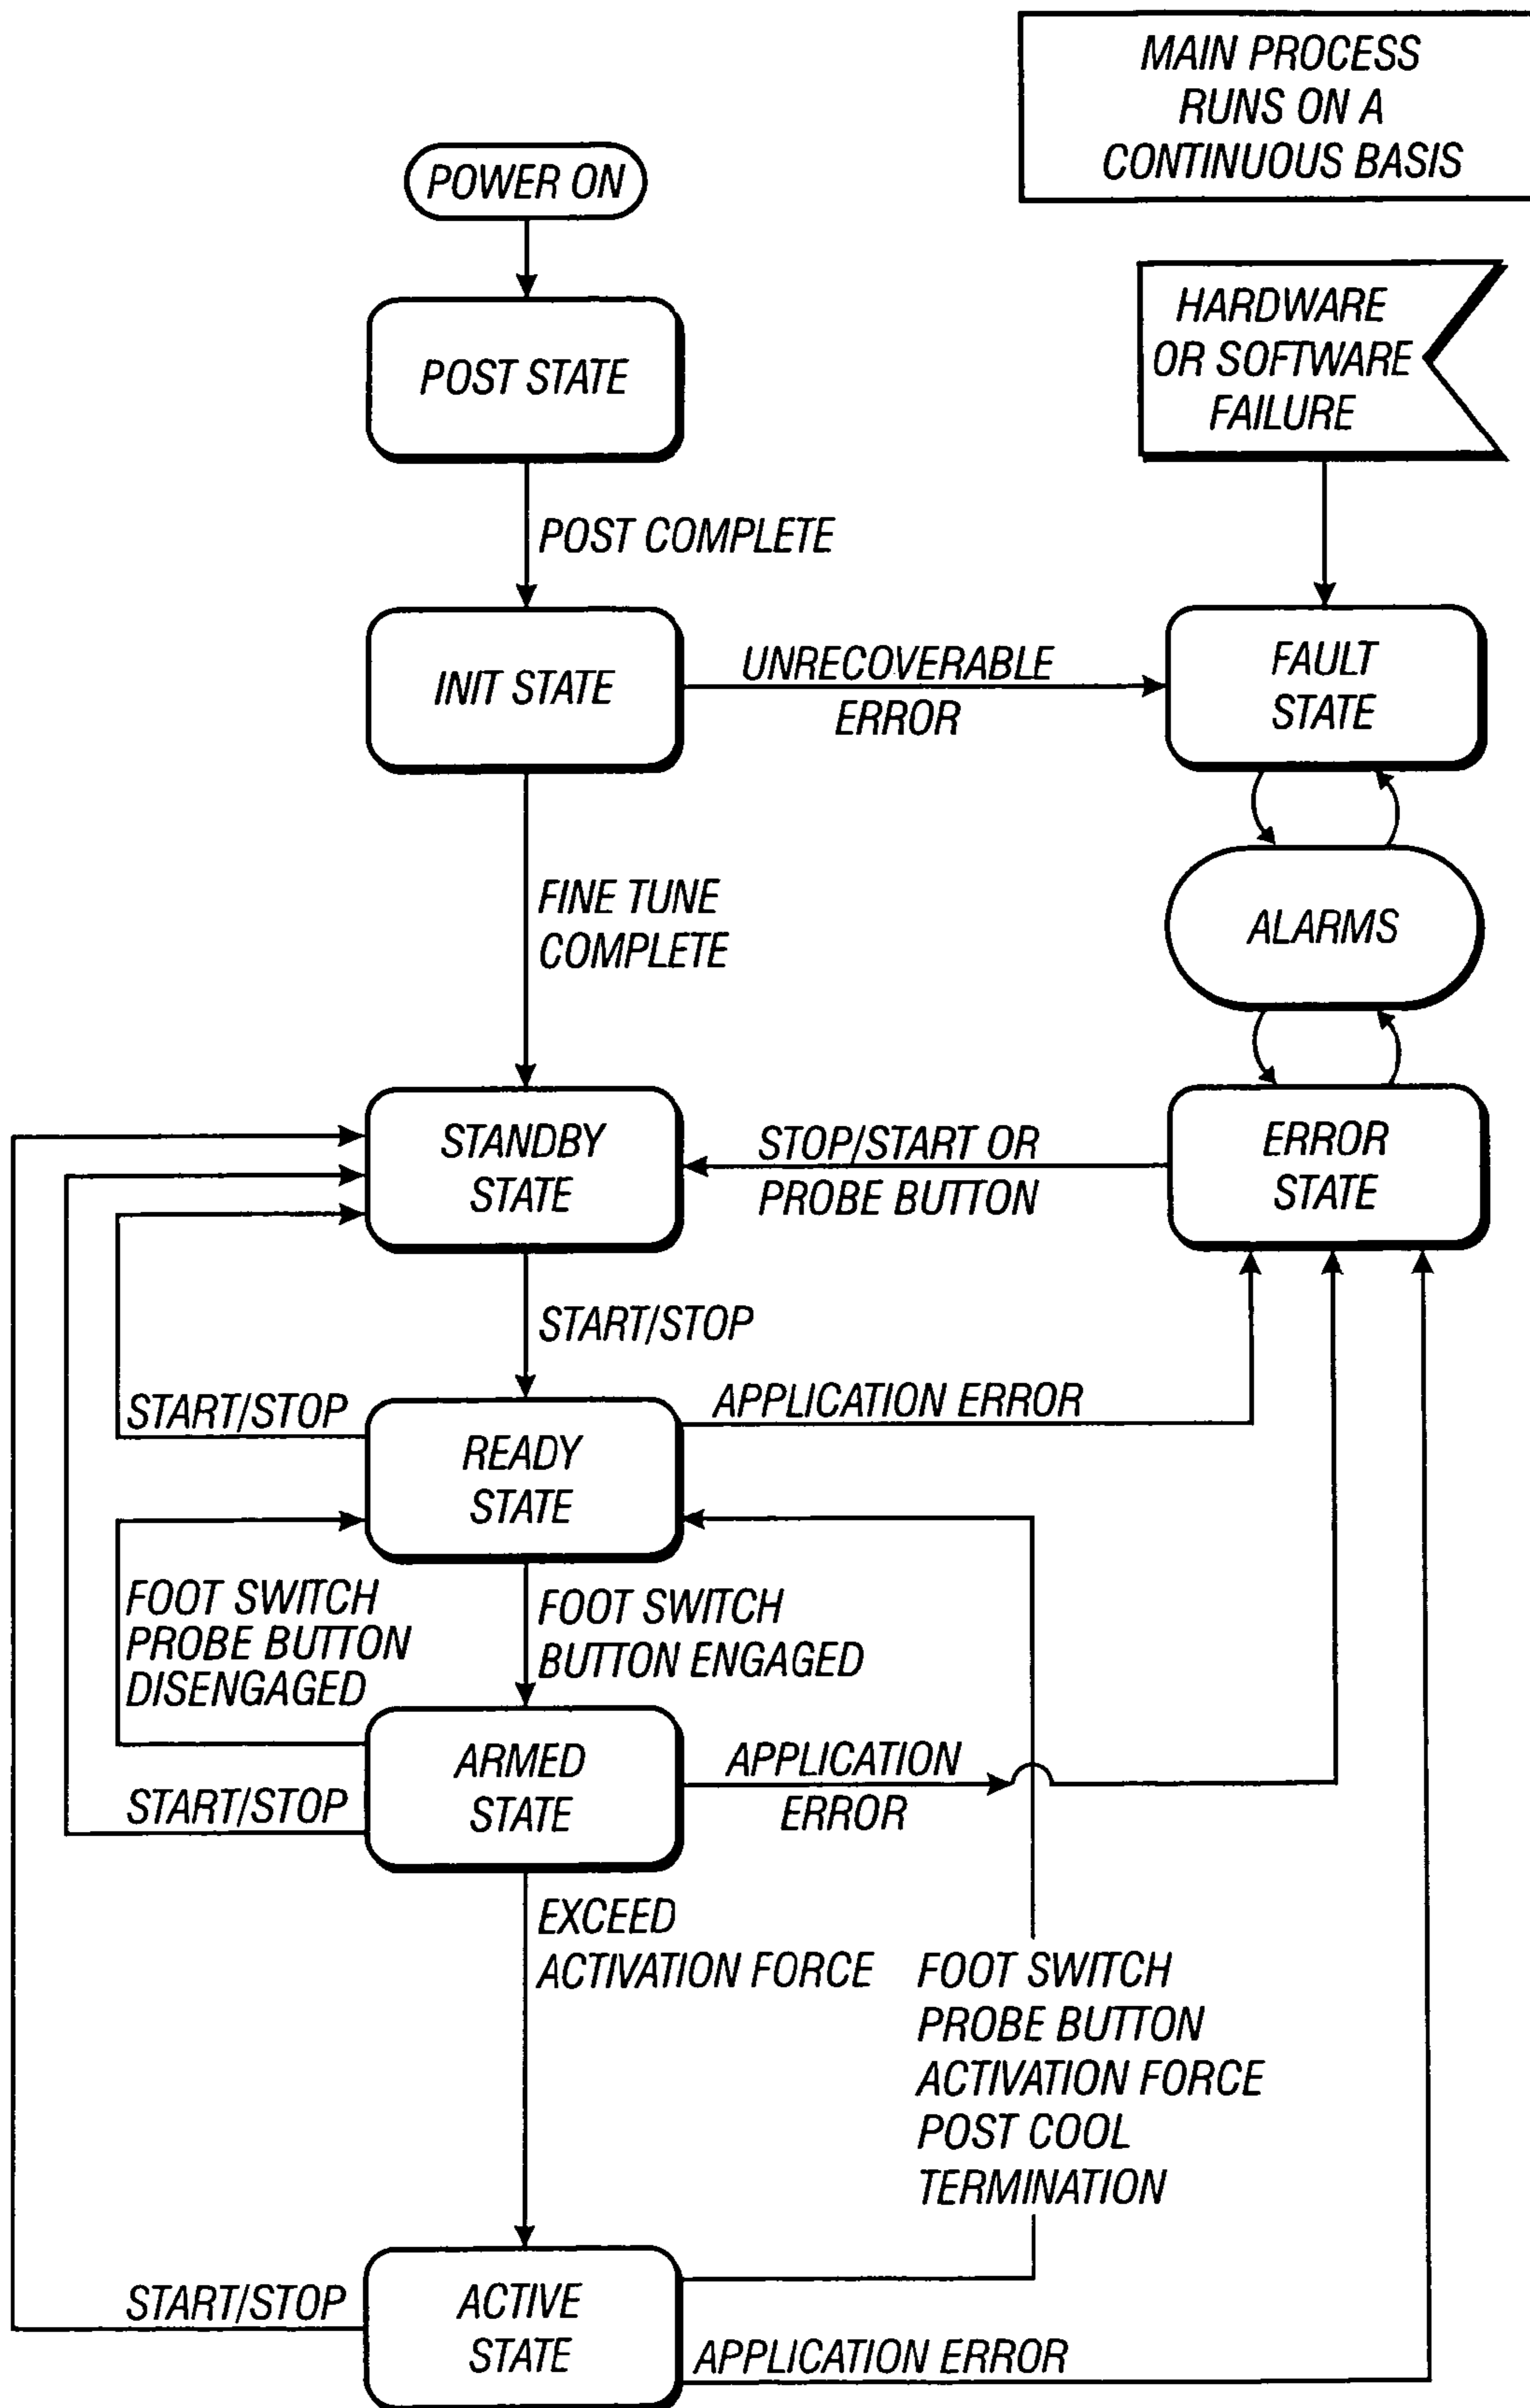 MAIN PROCESS
RUNS ON A
CONTINUOUS BASIS
POWER ON
HARDWARE
OR SOFTWARE
FAILURE
POST STATE
POST COMPLETE
INIT STATE
UNRECOVERABLE
ERROR
FAULT
STATE
FINE TUNE
COMPLETE
ALARMS
STANDBY
STATE
STOP/START OR
PROBE BUTTON
ERROR
STATE
START/STOP
START/STOP
READY
STATE
APPLICATION ERROR
FOOT SWITCH
PROBE BUTTON
DISENGAGED
FOOT SWITCH
BUTTON ENGAGED
ARMED
STATE
APPLICATION
ERROR
START/STOP
EXCEED
ACTIVATION FORCE
FOOT SWITCH
PROBE BUTTON
ACTIVATION FORCE
POST COOL
TERMINATION
START/STOP
ACTIVE
STATE
APPLICATION ERROR